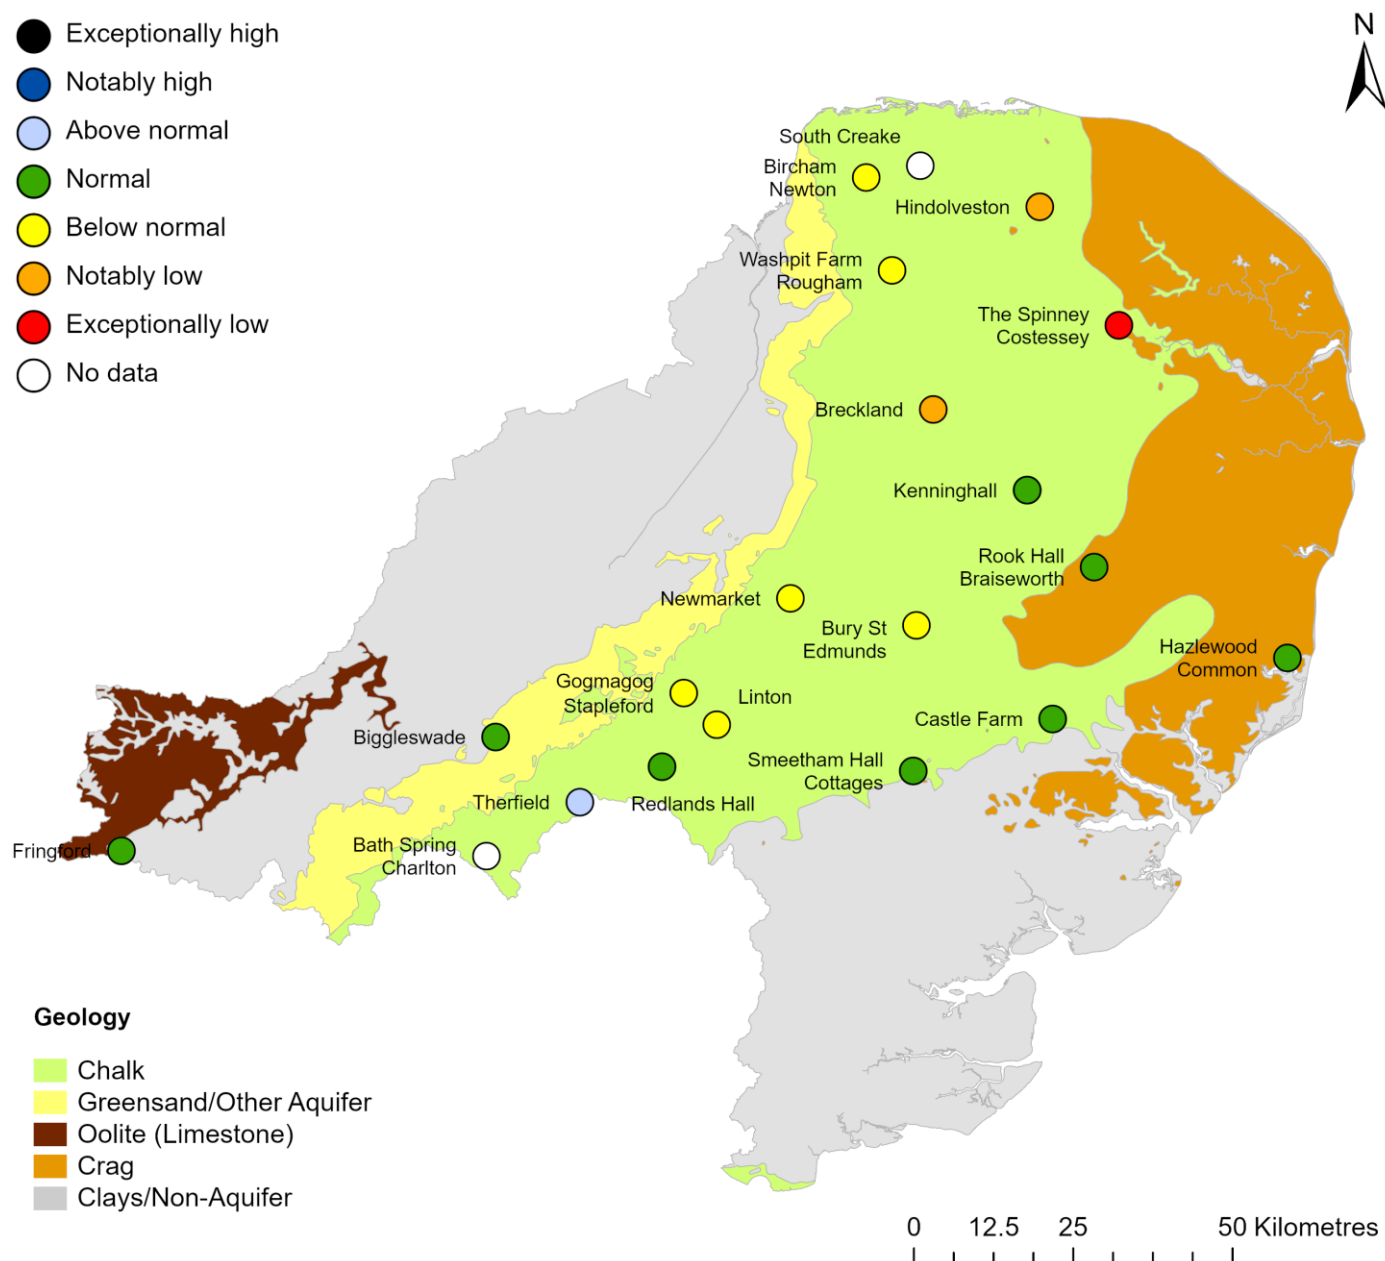 Exceptionally high
Notably high
Above normal
Normal
Below normal
Notably low
Exceptionally low
No data
N
South Creake
Bircham
Newton
Hindolveston
Washpit Farm
Rougham
The Spinney
Costessey
Breckland
Kenninghall
Rook Hall
Braiseworth
Newmarket
Bury St
Edmunds
Hazlewood
Common
Gogmagog
Stapleford
Linton
Castle Farm
Biggleswade
Smeetham Hall
Cottages
Therfield
Redlands Hall
Fringford
Bath Spring
Charlton
Geology
Chalk
Greensand/Other Aquifer
Oolite (Limestone)
Crag
Clays/Non-Aquifer
0 12.5 25 50 Kilometres